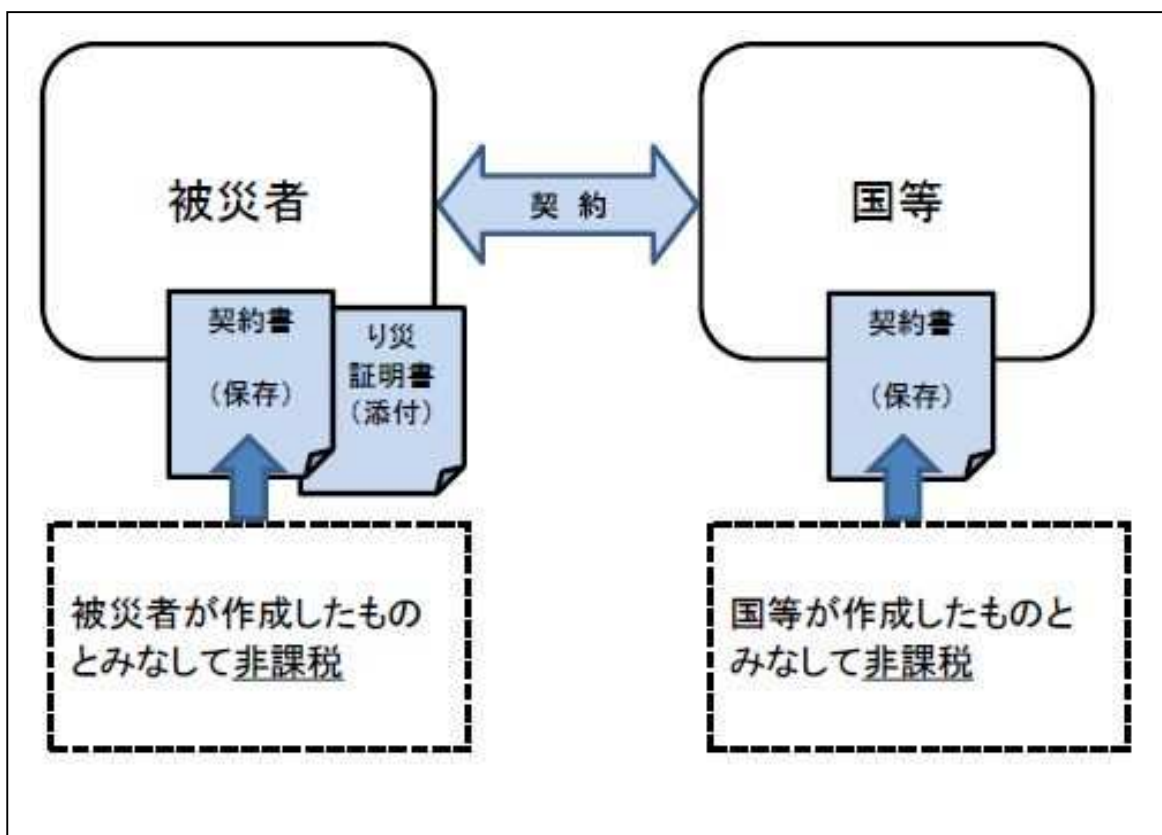 被災者
契 約
国等
契約書
(保存)
り災
証明書
(添付)
契約書
(保存)
被災者が作成したもの
とみなして非課税
国等が作成したものと
みなして非課税